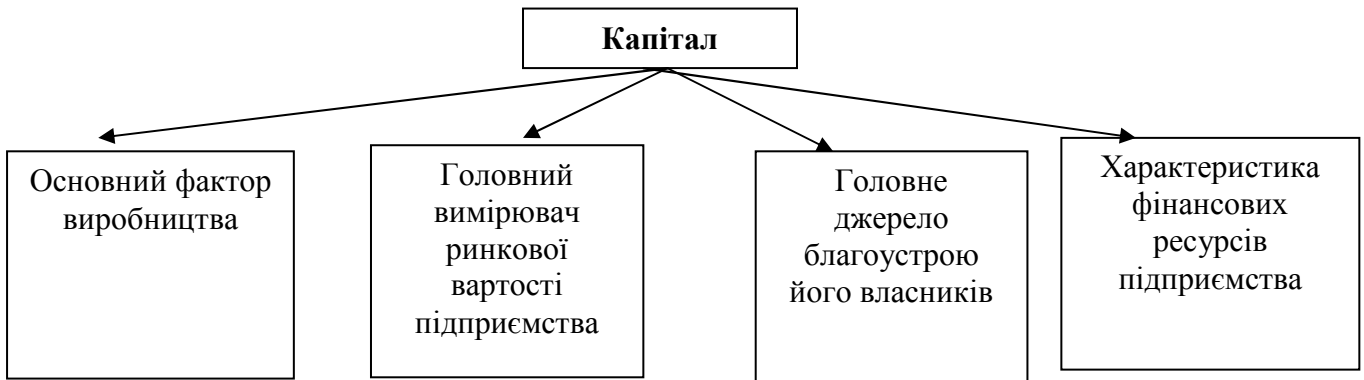 Капітал
Основний фактор
виробництва
Головний
вимірювач
ринкової
вартості
підприємства
Головне
джерело
благоустрою
його власників
Характеристика
фінансових
ресурсів
підприємства